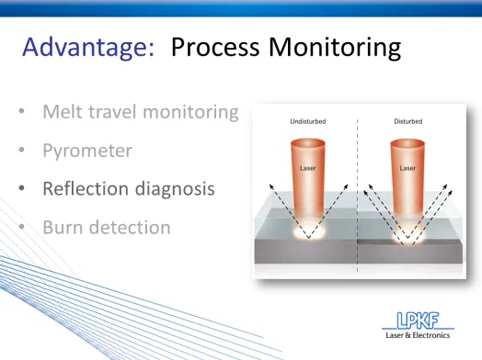 Advantage: Process Monitoring
• Melt travel monitoring
• Pyrometer
• Reflection diagnosis
• Burn detection
Undisturbed
Disturbed
Laser
Laser
LPKF
Laser & Electronics